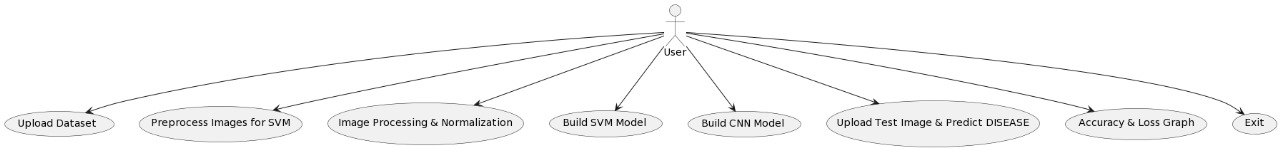 User
Upload Dataset
Preprocess Images for SVM
Image Processing & Normalization
Build SVM Model
Build CNN Model
Upload Test Image & Predict DISEASE
Accuracy & Loss Graph
Exit